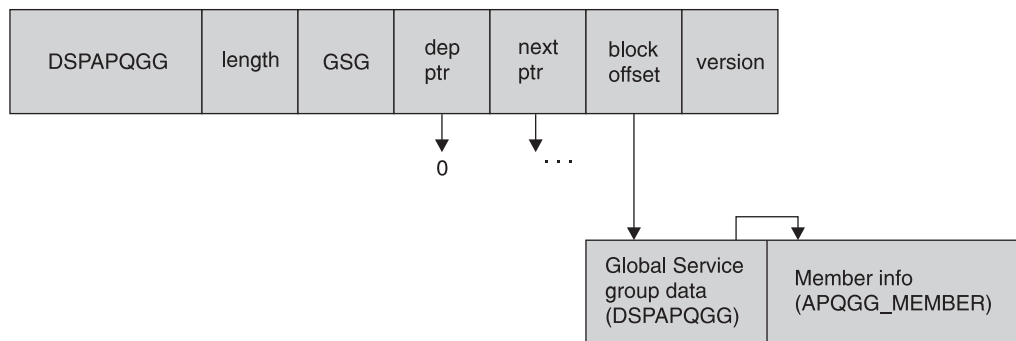 DSPAPQGG
length
GSG
dep
ptr
next
ptr
block
offset
version
0
...
Global Service
group data
(DSPAPQGG)
Member info
(APQGG_MEMBER)